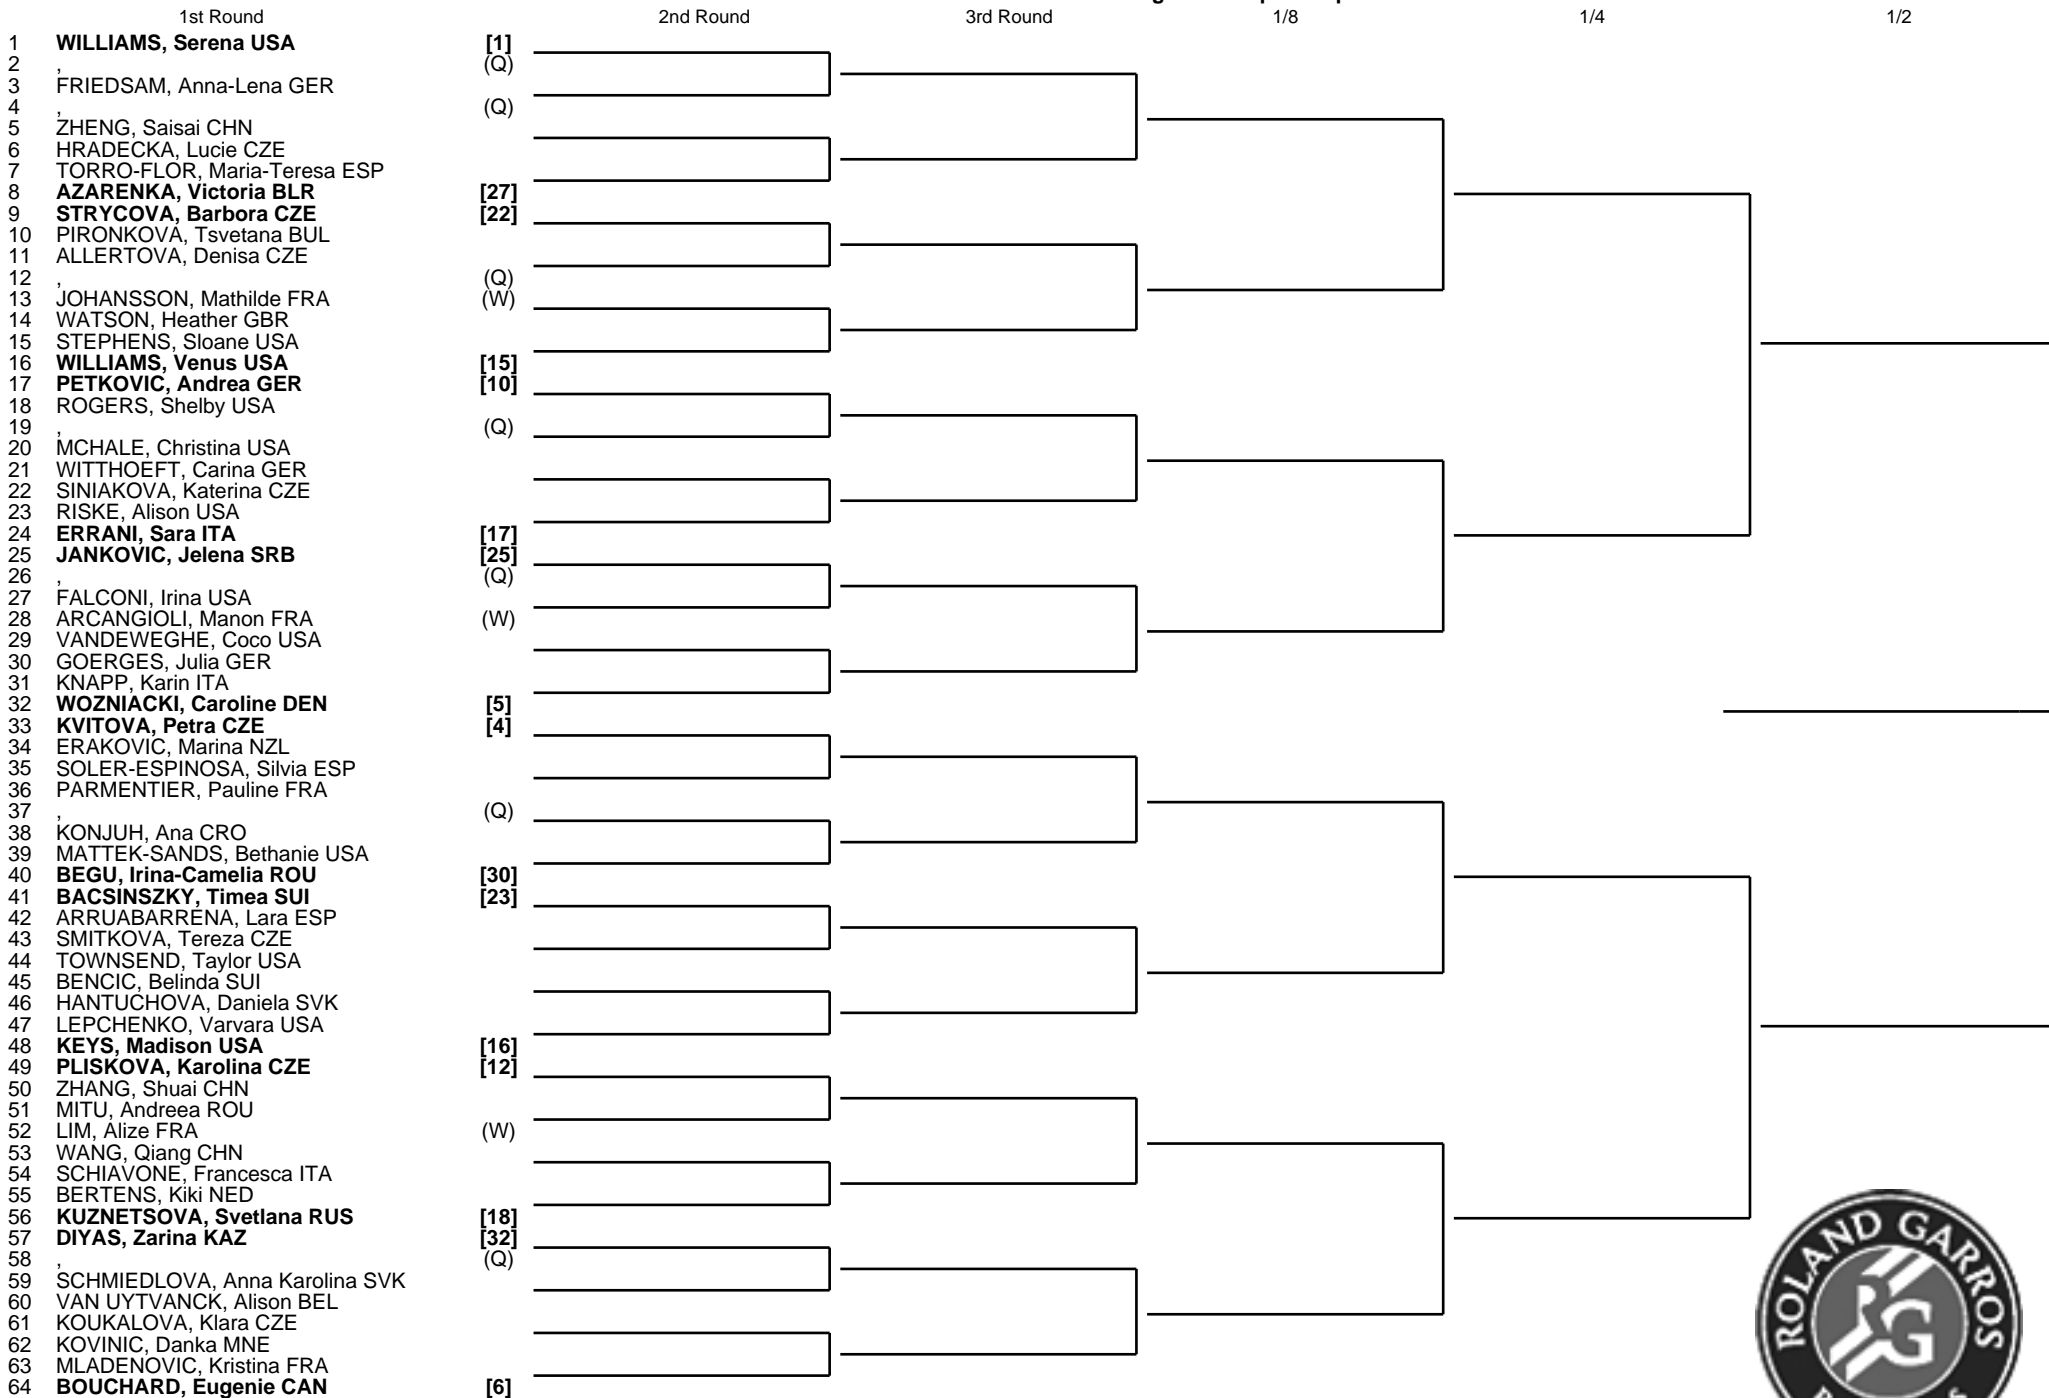 1st Round 2nd Round 3rd Round 1/8 1/4 1/2
1 WILLIAMS, Serena USA [1]
2 , (Q)
3 FRIEDSAM, Anna-Lena GER
4 , (Q)
5 ZHENG, Saisai CHN
6 HRADECKA, Lucie CZE
7 TORRO-FLOR, Maria-Teresa ESP
8 AZARENKA, Victoria BLR [27]
9 STRYCOVA, Barbora CZE [22]
10 PIRONKOVA, Tsvetana BUL
11 ALLERTOVA, Denisa CZE
12 , (Q)
13 JOHANSSON, Mathilde FRA (W)
14 WATSON, Heather GBR
15 STEPHENS, Sloane USA
16 WILLIAMS, Venus USA [15]
17 PETKOVIC, Andrea GER [10]
18 ROGERS, Shelby USA
19 , (Q)
20 MCHALE, Christina USA
21 WITTHOEFT, Carina GER
22 SINIAKOVA, Katerina CZE
23 RISKE, Alison USA
24 ERRANI, Sara ITA [17]
25 JANKOVIC, Jelena SRB [25]
26 , (Q)
27 FALCONI, Irina USA
28 ARCANGIOLI, Manon FRA (W)
29 VANDEWEGHE, Coco USA
30 GOERGES, Julia GER
31 KNAPP, Karin ITA
32 WOZNIACKI, Caroline DEN [5]
33 KVITOVA, Petra CZE [4]
34 ERAKOVIC, Marina NZL
35 SOLER-ESPINOSA, Silvia ESP
36 PARMENTIER, Pauline FRA
37 , (Q)
38 KONJUH, Ana CRO
39 MATTEK-SANDS, Bethanie USA
40 BEGU, Irina-Camelia ROU [30]
41 BACSINSZKY, Timea SUI [23]
42 ARRUABARRENA, Lara ESP
43 SMITKOVA, Tereza CZE
44 TOWNSEND, Taylor USA
45 BENCIC, Belinda SUI
46 HANTUCHOVA, Daniela SVK
47 LEPCHENKO, Varvara USA
48 KEYS, Madison USA [16]
49 PLISKOVA, Karolina CZE [12]
50 ZHANG, Shuai CHN
51 MITU, Andreea ROU
52 LIM, Alize FRA (W)
53 WANG, Qiang CHN
54 SCHIAVONE, Francesca ITA
55 BERTENS, Kiki NED
56 KUZNETSOVA, Svetlana RUS [18]
57 DIYAS, Zarina KAZ [32]
58 , (Q)
59 SCHMIEDLOVA, Anna Karolina SVK
60 VAN UYTVANCK, Alison BEL
61 KOUKALOVA, Klara CZE
62 KOVINIC, Danka MNE
63 MLADENOVIC, Kristina FRA
64 BOUCHARD, Eugenie CAN [6]
ROLAND GARROS
RG